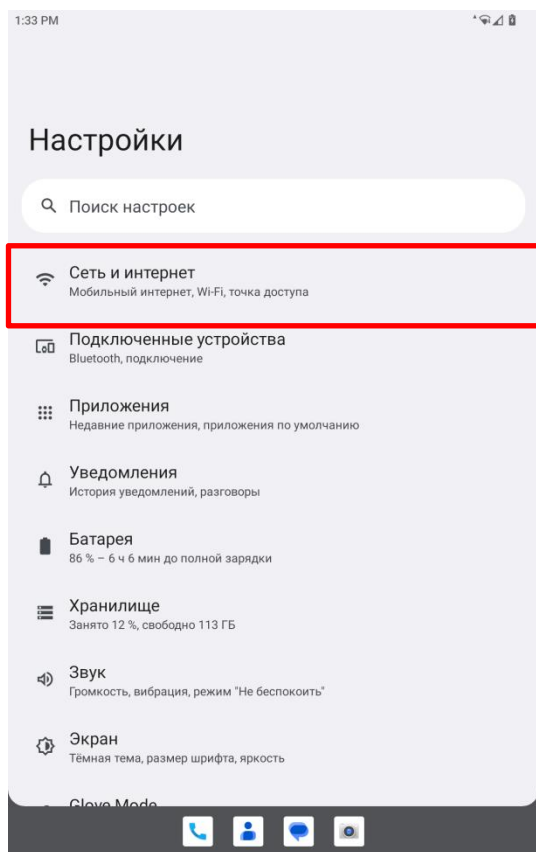 1:33 PM
Настройки
Поиск настроек
Сеть и интернет
Мобильный интернет, Wi-Fi, точка доступа
Подключенные устройства
Bluetooth, подключение
Приложения
Недавние приложения, приложения по умолчанию
Уведомления
История уведомлений, разговоры
Батарея
86 % – 6 ч 6 мин до полной зарядки
Хранилище
Занято 12 %, свободно 113 ГБ
Звук
Громкость, вибрация, режим "Не беспокоить"
Экран
Тёмная тема, размер шрифта, яркость
Glove Mode